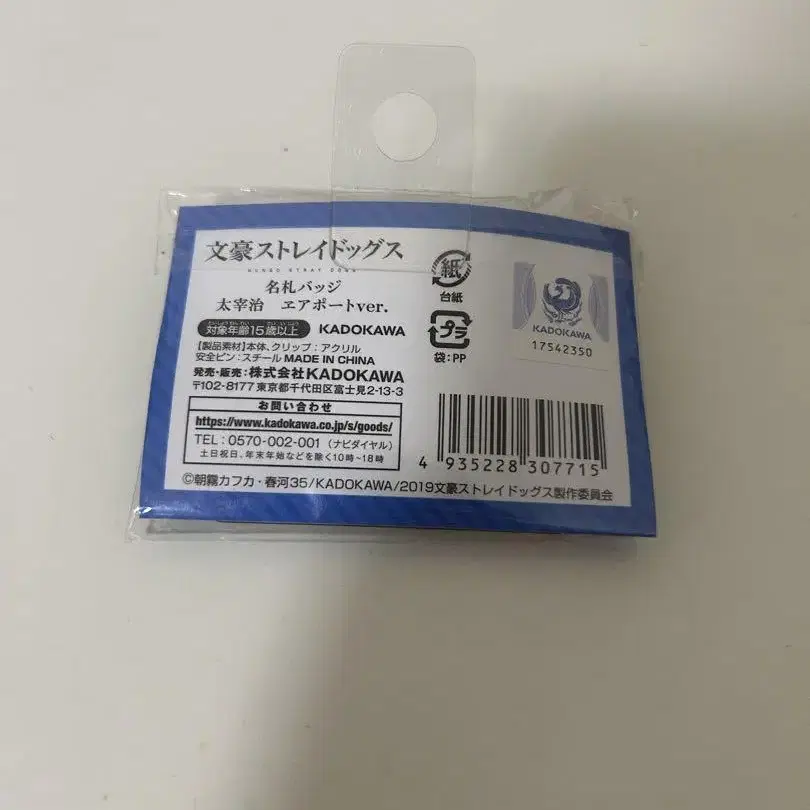 文豪ストレイドッグス
BUNGO STRAY DOGS
名札バッジ
太宰治 ヱアポートver.
対象年齢15歳以上 KADOKAWA
【製品素材】本体、クリップ:アクリル
安全ピン:スチール MADE IN CHINA
発売・販売:株式会社KADOKAWA
〒102-8177 東京都千代田区富士見2-13-3
お問い合わせ
https://www.kadokawa.co.jp/s/goods/
TEL:0570-002-001(ナビダイヤル)
土日祝日、年末年始などを除く10時~18時
紙
台紙
プラ
袋:PP
KADOKAWA
17542350
4 935228 307715
©朝霧カフカ・春河35/KADOKAWA/2019文豪ストレイドッグス製作委員会